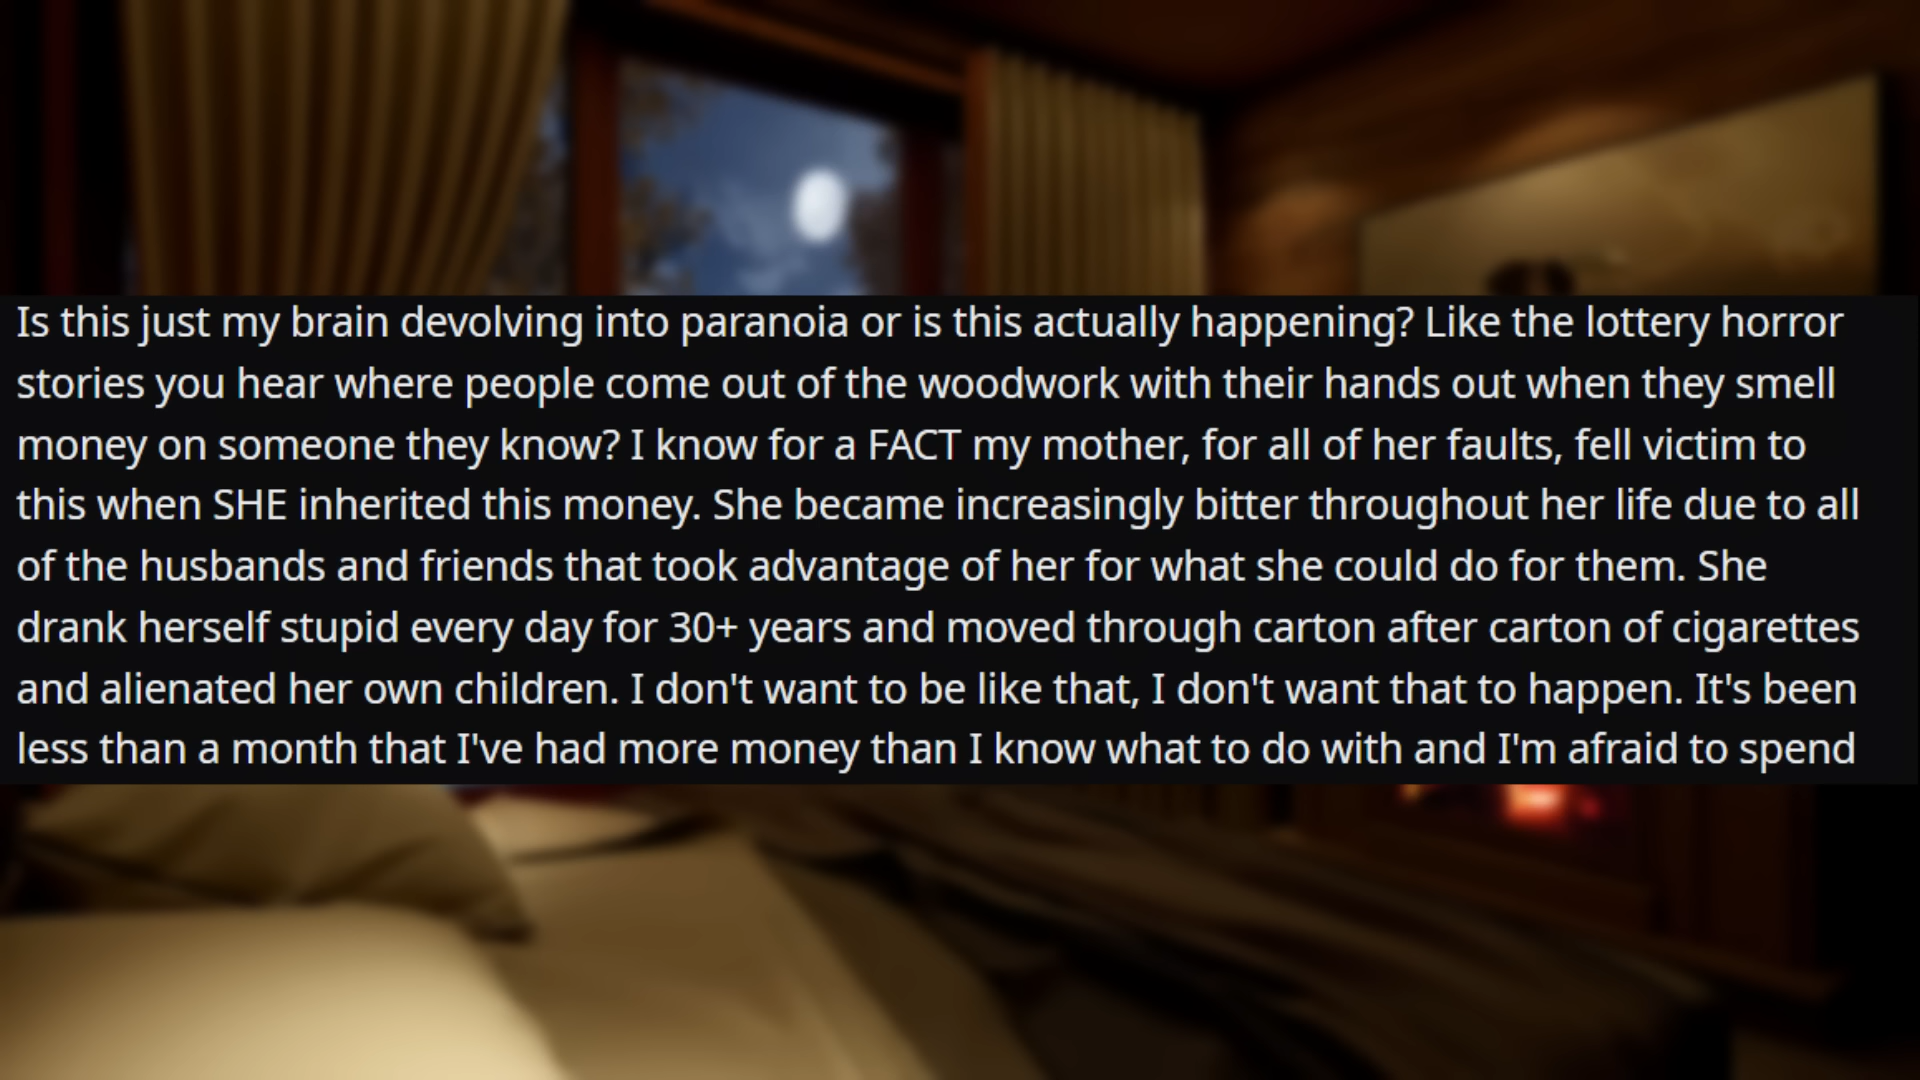 Is this just my brain devolving into paranoia or is this actually happening? Like the lottery horror
stories you hear where people come out of the woodwork with their hands out when they smell
money on someone they know? I know for a FACT my mother, for all of her faults, fell victim to
this when SHE inherited this money. She became increasingly bitter throughout her life due to all
of the husbands and friends that took advantage of her for what she could do for them. She
drank herself stupid every day for 30+ years and moved through carton after carton of cigarettes
and alienated her own children. I don't want to be like that, I don't want that to happen. It's been
less than a month that I've had more money than I know what to do with and I'm afraid to spend